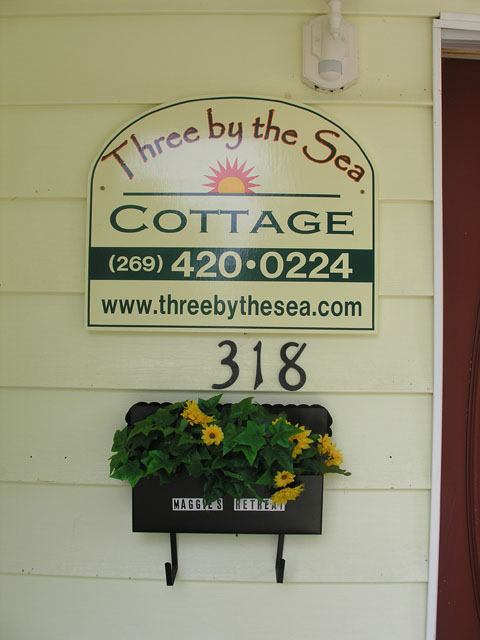 Three by the Sea
COTTAGE
(269) 420•0224
www.threebythesea.com
318
MAGGIE'S RETREAT